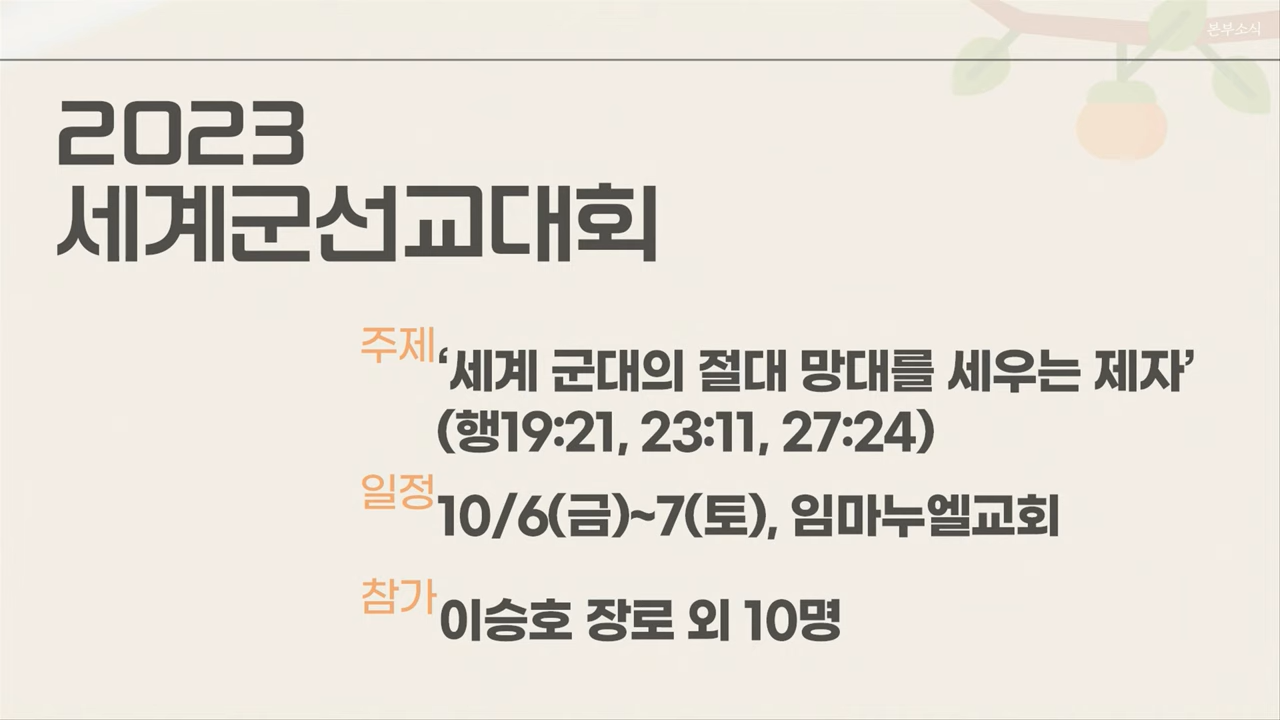 본부소식
2023
세계군선교대회
주제 ‘세계 군대의 절대 망대를 세우는 제자’
(행19:21, 23:11, 27:24)
일정 10/6(금)~7(토), 임마누엘교회
참가 이승호 장로 외 10명